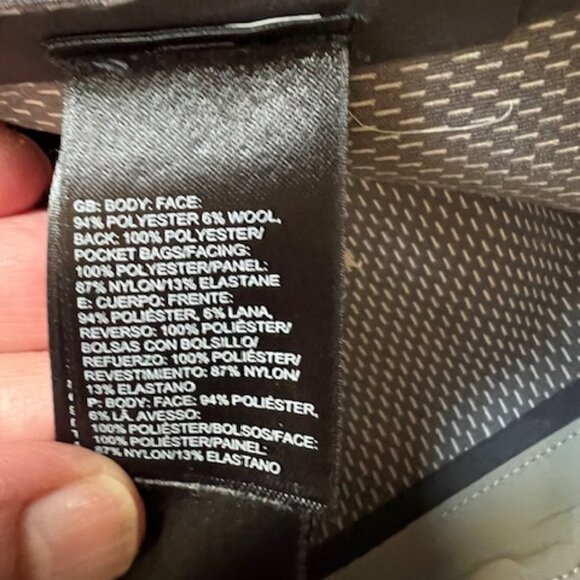 GB: BODY: FACE:
94% POLYESTER 6% WOOL,
BACK: 100% POLYESTER/
POCKET BAGS/FACING:
100% POLYESTER/PANEL:
87% NYLON/13% ELASTANE
E: CUERPO: FRENTE:
94% POLIÉSTER, 6% LANA,
REVERSO: 100% POLIÉSTER/
BOLSAS CON BOLSILLO/
REFUERZO: 100% POLIÉSTER/
REVESTIMIENTO: 87% NYLON/
13% ELASTANO
P: BODY: FACE: 94% POLIÉSTER,
6% LÃ. AVESSO:
100% POLIÉSTER/BOLSOS/FACE:
100% POLIÉSTER/PAINEL:
87% NYLON/13% ELASTANO